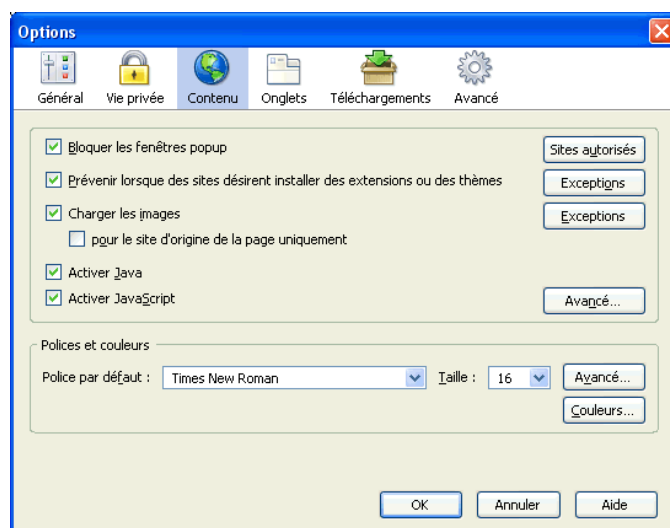 Options
Général Vie privée Contenu Onglets Téléchargements Avancé
Bloquer les fenêtres popup Sites autorisés
Prévenir lorsque des sites désirent installer des extensions ou des thèmes Exceptions
Charger les images Exceptions
pour le site d'origine de la page uniquement
Activer Java
Activer JavaScript Avancé...
Polices et couleurs
Police par défaut : Times New Roman Taille : 16 Avancé...
Couleurs...
OK Annuler Aide